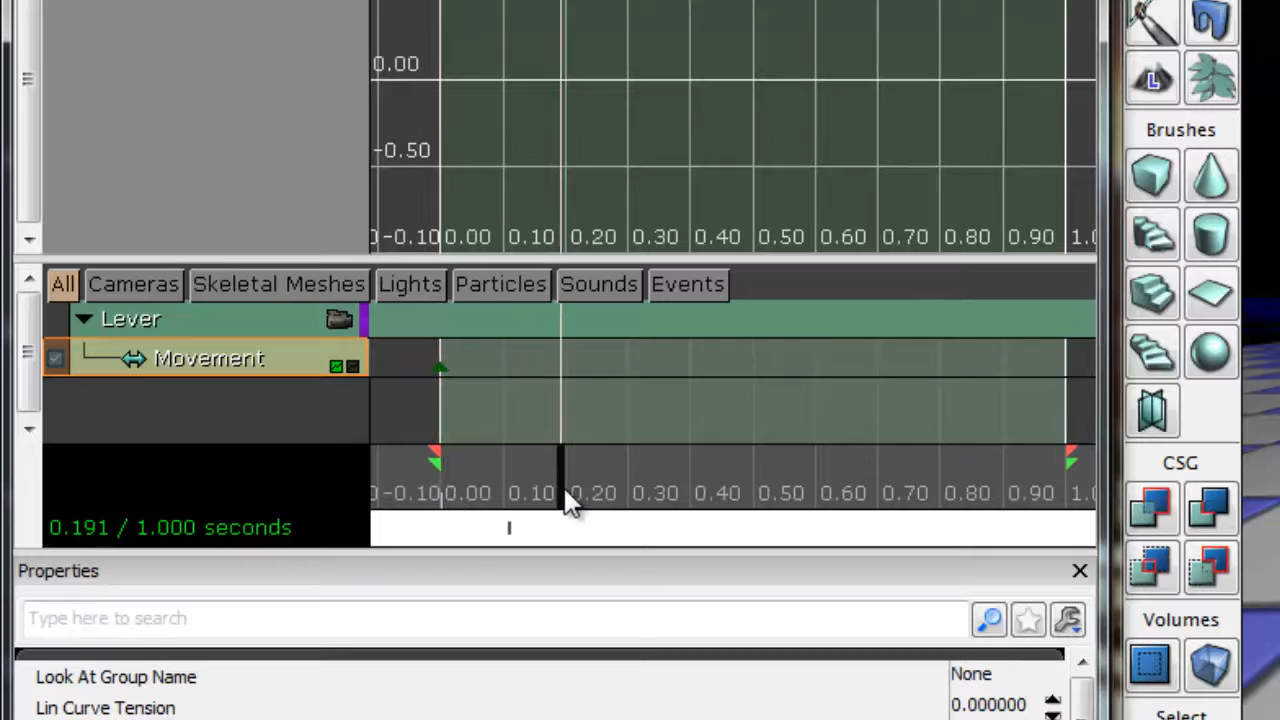 0.00
-0.50
-0.10 0.00 0.10 0.20 0.30 0.40 0.50 0.60 0.70 0.80 0.90 1.0
Brushes
All Cameras Skeletal Meshes Lights Particles Sounds Events
Lever
Movement
CSG
-0.10 0.00 0.10 0.20 0.30 0.40 0.50 0.60 0.70 0.80 0.90 1.0
0.191 / 1.000 seconds
Properties
Type here to search
Volumes
Look At Group Name None
Lin Curve Tension 0.000000
Select
L